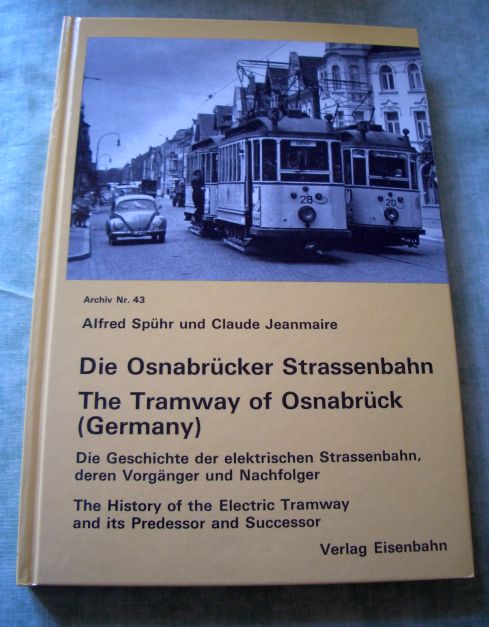 28
20
Archiv Nr. 43
Alfred Spühr und Claude Jeanmaire
Die Osnabrücker Strassenbahn
The Tramway of Osnabrück
(Germany)
Die Geschichte der elektrischen Strassenbahn,
deren Vorgänger und Nachfolger
The History of the Electric Tramway
and its Predessor and Successor
Verlag Eisenbahn